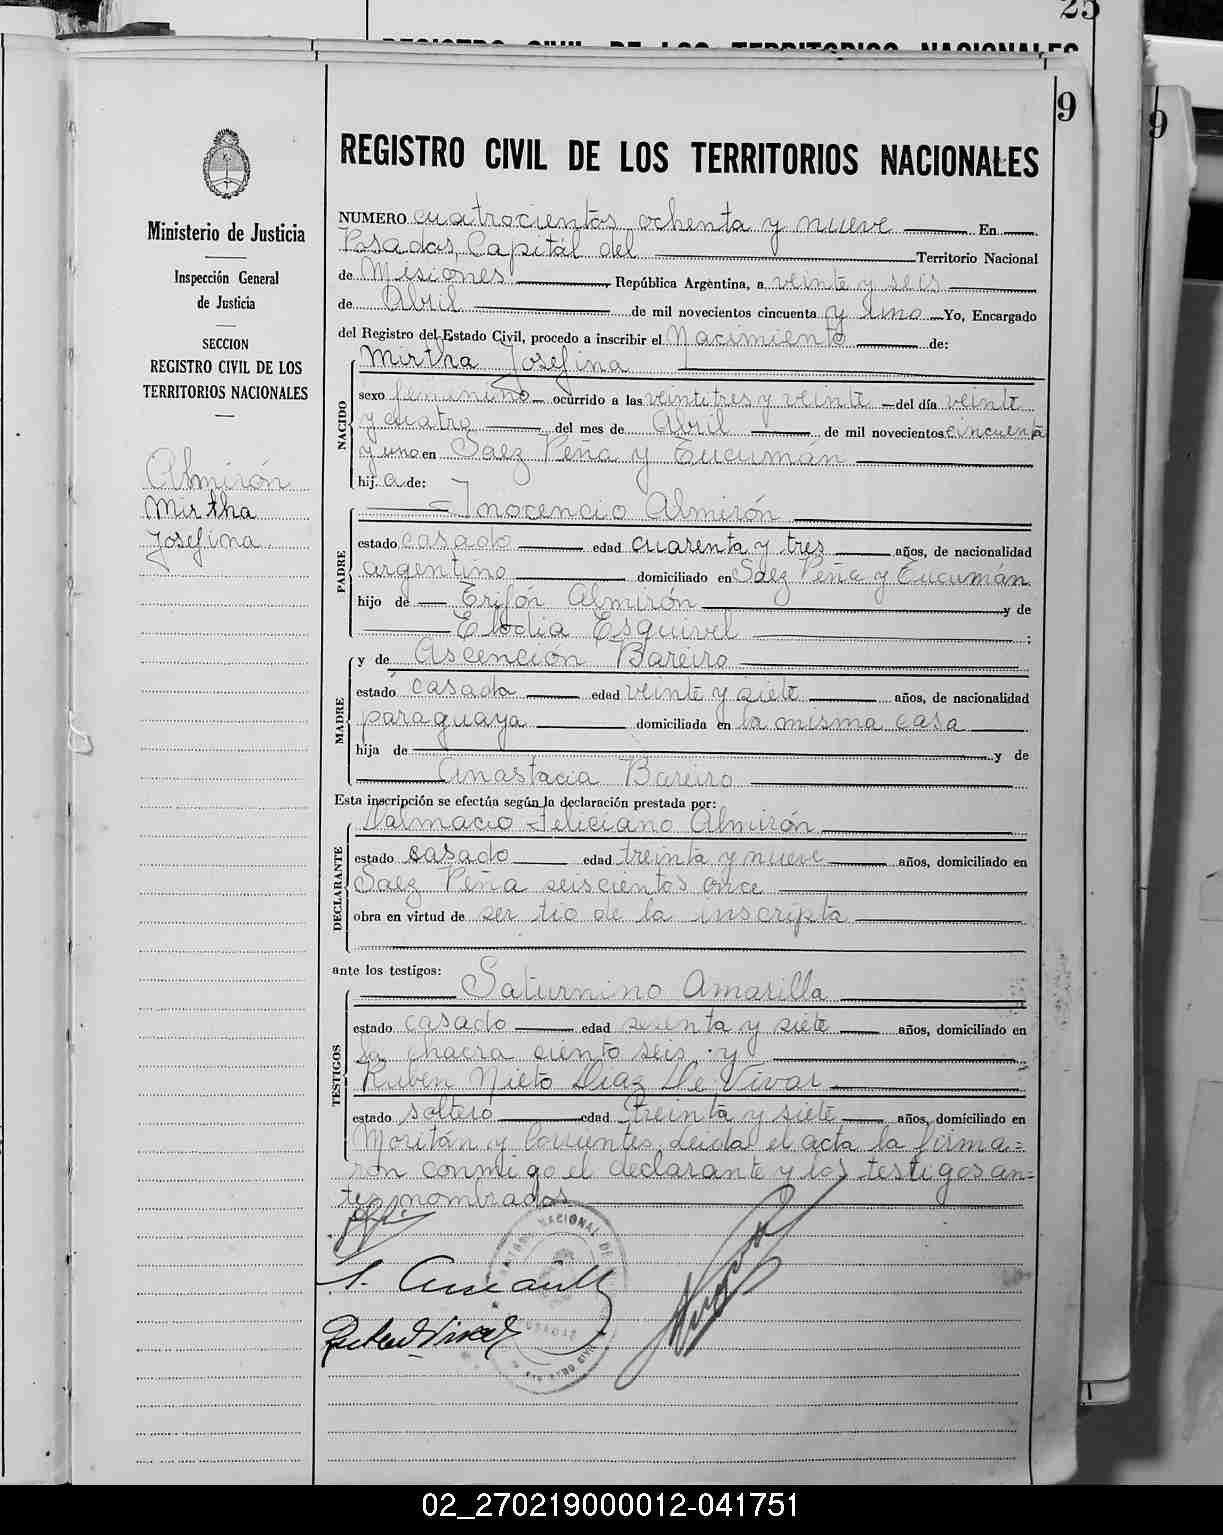 25
REGISTRO CIVIL DE LOS TERRITORIOS NACIONALES
9
9
REGISTRO CIVIL DE LOS TERRITORIOS NACIONALES
Ministerio de Justicia
Inspección General
de Justicia
SECCION
REGISTRO CIVIL DE LOS
TERRITORIOS NACIONALES
Almirón
Mirtha
Josefina
NUMERO cuatrocientos ochenta y nueve En
Posadas, Capital del Territorio Nacional
de Misiones, República Argentina, a veinte y seis
de Abril de mil novecientos cincuenta y uno Yo, Encargado
del Registro del Estado Civil, procedo a inscribir el Nacimiento de:
NACIDO
Mirtha Josefina
sexo femenino ocurrido a las veintitres y veinte del día veinte
y cuatro del mes de Abril de mil novecientos cincuenta
y uno en Saez Peña y Tucumán
hij.a de:
PADRE
Inocencio Almirón
estado casado edad cuarenta y tres años, de nacionalidad
argentino domiciliado en Saez Peña y Tucumán
hijo de Trifón Almirón y de
Elodia Esquivel ;
MADRE
y de Ascención Bareiro
estado casada edad veinte y siete años, de nacionalidad
paraguaya domiciliada en la misma casa
hija de y de
Anastacia Bareiro
Esta inscripción se efectúa según la declaración prestada por:
DECLARANTE
Dalmacio Feliciano Almirón
estado casado edad treinta y nueve años, domiciliado en
Saez Peña seiscientos once
obra en virtud de ser tio de la inscripta
ante los testigos:
TESTIGOS
Saturnino Amarilla
estado casado edad sesenta y siete años, domiciliado en
la chacra ciento seis y
Rubén Nieto Diaz De Vivar
estado soltero edad treinta y siete años, domiciliado en
Moritán y Corrientes. Leida el acta la firma=
ron conmigo el declarante y los testigos an=
tes nombrados
02_270219000012-041751